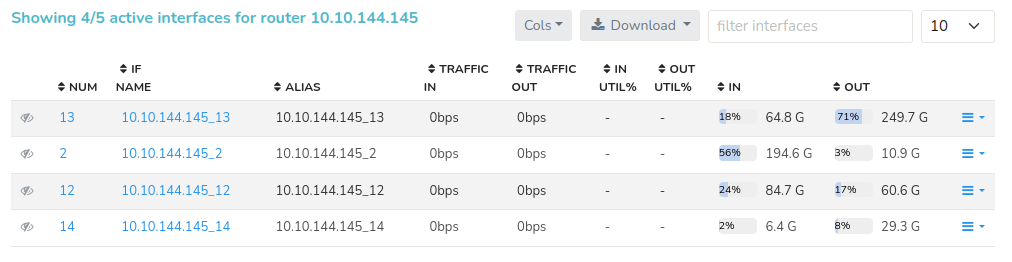 Showing 4/5 active interfaces for router 10.10.144.145
Cols Download filter interfaces 10
NUM IF NAME ALIAS TRAFFIC IN TRAFFIC OUT IN UTIL% OUT UTIL% IN OUT
13 10.10.144.145_13 10.10.144.145_13 0bps 0bps - - 18% 64.8 G 71% 249.7 G
2 10.10.144.145_2 10.10.144.145_2 0bps 0bps - - 56% 194.6 G 3% 10.9 G
12 10.10.144.145_12 10.10.144.145_12 0bps 0bps - - 24% 84.7 G 17% 60.6 G
14 10.10.144.145_14 10.10.144.145_14 0bps 0bps - - 2% 6.4 G 8% 29.3 G